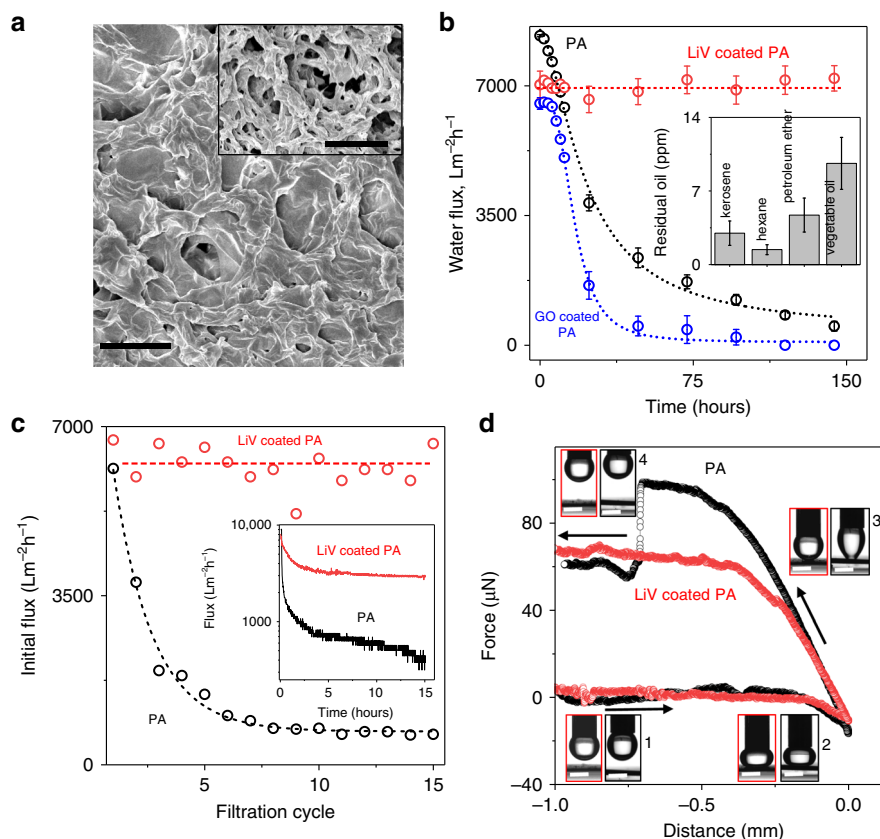 a
b
PA
LiV coated PA
GO coated
PA
7000
3500
0
Water flux, Lm⁻²h⁻¹
0
75
150
Time (hours)
14
7
0
Residual oil (ppm)
kerosene
hexane
petroleum ether
vegetable oil
c
7000
3500
0
Initial flux (Lm⁻²h⁻¹)
LiV coated PA
PA
5
10
15
Filtration cycle
10,000
1000
Flux (Lm⁻²h⁻¹)
LiV coated PA
PA
0
5
10
15
Time (hours)
d
80
40
0
−40
Force (µN)
PA
LiV coated PA
4
3
1
2
−1.0
−0.5
0.0
Distance (mm)